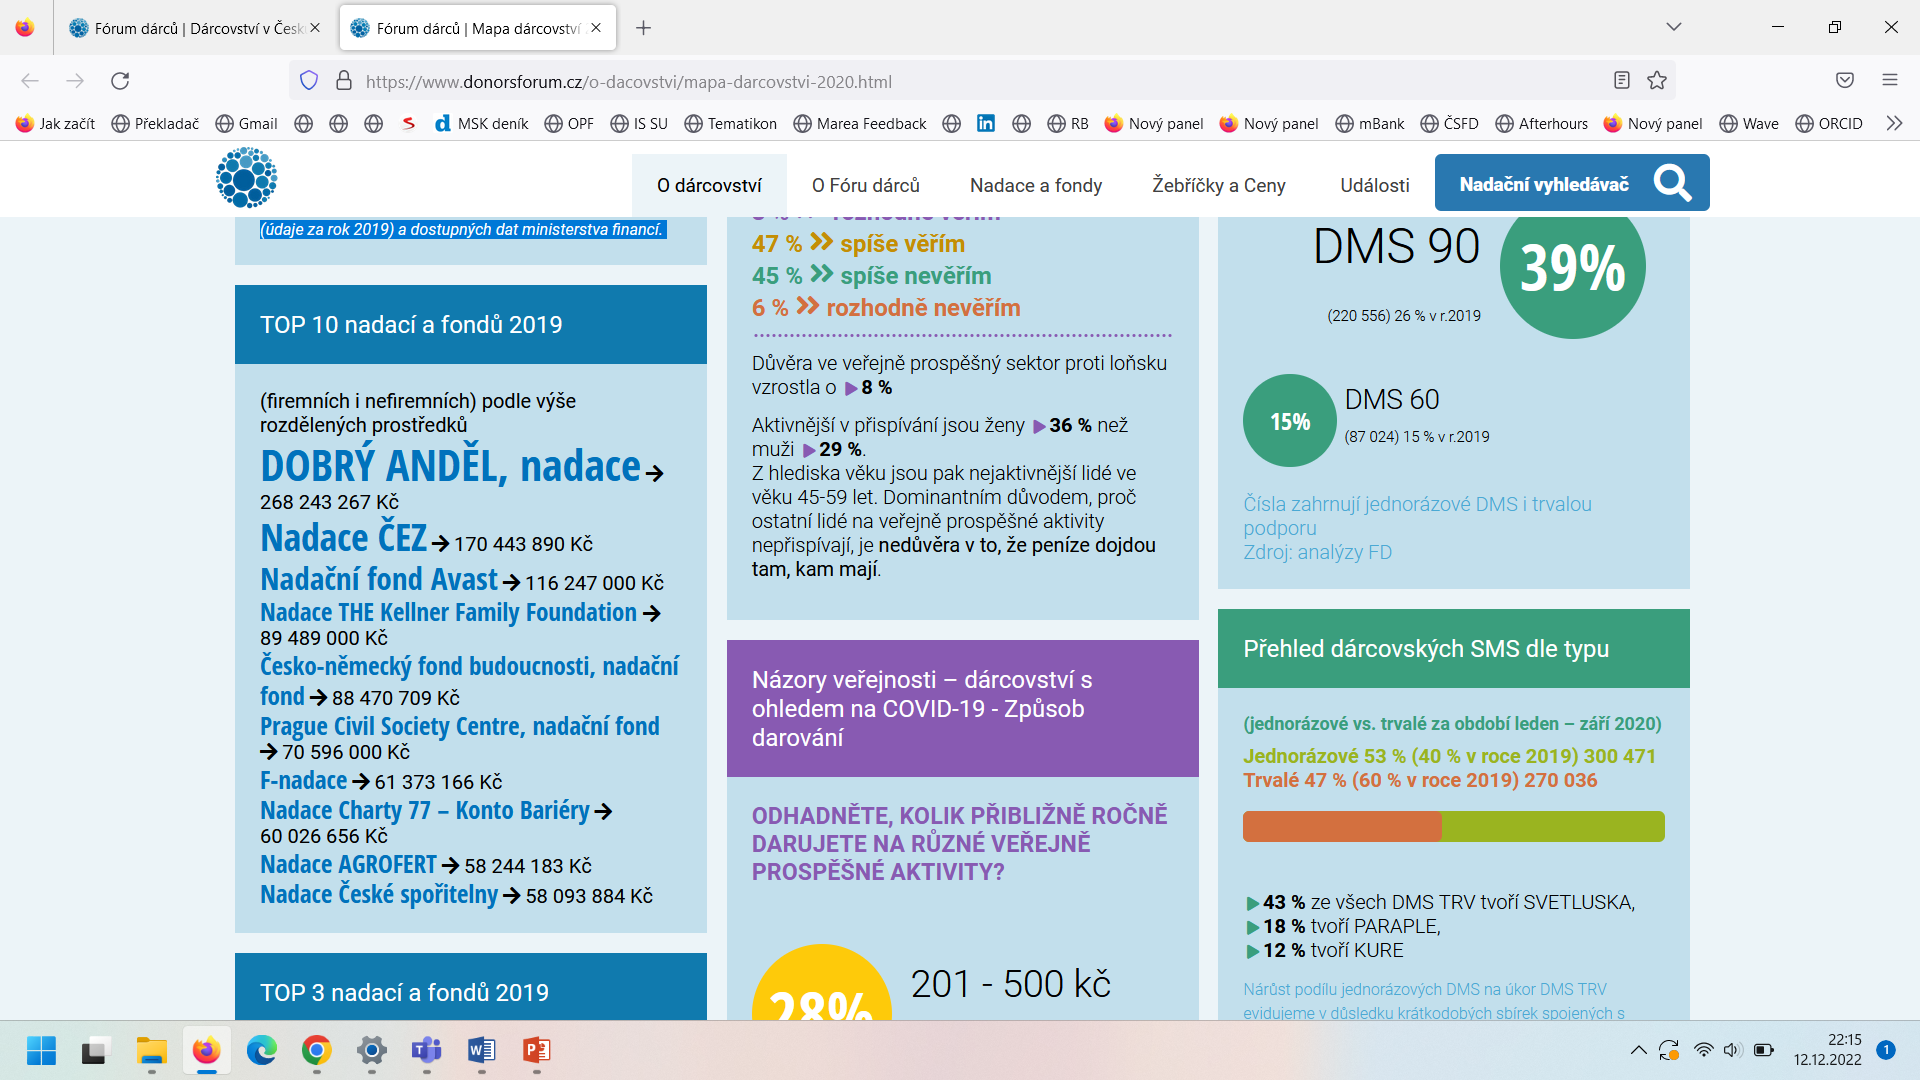 Fórum dárců | Dárcovství v Česk
Fórum dárců | Mapa dárcovství
https://www.donorsforum.cz/o-dacovstvi/mapa-darcovstvi-2020.html
Jak začít
Překladač
Gmail
MSK deník
OPF
IS SU
Tematikon
Marea Feedback
RB
Nový panel
Nový panel
mBank
ČSFD
Afterhours
Nový panel
Wave
ORCID
O dárcovství
O Fóru dárců
Nadace a fondy
Žebříčky a Ceny
Události
Nadační vyhledávač
(údaje za rok 2019) a dostupných dat ministerstva financí.
TOP 10 nadací a fondů 2019
(firemních i nefiremních) podle výše
rozdělených prostředků
DOBRÝ ANDĚL, nadace →
268 243 267 Kč
Nadace ČEZ → 170 443 890 Kč
Nadační fond Avast → 116 247 000 Kč
Nadace THE Kellner Family Foundation →
89 489 000 Kč
Česko-německý fond budoucnosti, nadační
fond → 88 470 709 Kč
Prague Civil Society Centre, nadační fond
→ 70 596 000 Kč
F-nadace → 61 373 166 Kč
Nadace Charty 77 – Konto Bariéry →
60 026 656 Kč
Nadace AGROFERT → 58 244 183 Kč
Nadace České spořitelny → 58 093 884 Kč
TOP 3 nadací a fondů 2019
47 % » spíše věřím
45 % » spíše nevěřím
6 % » rozhodně nevěřím
Důvěra ve veřejně prospěšný sektor proti loňsku
vzrostla o 8 %
Aktivnější v přispívání jsou ženy 36 % než
muži 29 %.
Z hlediska věku jsou pak nejaktivnější lidé ve
věku 45-59 let. Dominantním důvodem, proč
ostatní lidé na veřejně prospěšné aktivity
nepřispívají, je nedůvěra v to, že peníze dojdou
tam, kam mají.
Názory veřejnosti – dárcovství s
ohledem na COVID-19 - Způsob
darování
ODHADNĚTE, KOLIK PŘIBLIŽNĚ ROČNĚ
DARUJETE NA RŮZNÉ VEŘEJNĚ
PROSPĚŠNÉ AKTIVITY?
28%
201 - 500 kč
DMS 90
39%
(220 556) 26 % v r.2019
15%
DMS 60
(87 024) 15 % v r.2019
Čísla zahrnují jednorázové DMS i trvalou
podporu
Zdroj: analýzy FD
Přehled dárcovských SMS dle typu
(jednorázové vs. trvalé za období leden – září 2020)
Jednorázové 53 % (40 % v roce 2019) 300 471
Trvalé 47 % (60 % v roce 2019) 270 036
43 % ze všech DMS TRV tvoří SVETLUSKA,
18 % tvoří PARAPLE,
12 % tvoří KURE
Nárůst podílu jednorázových DMS na úkor DMS TRV
evidujeme v důsledku krátkodobých sbírek spojených s
22:15
12.12.2022
1